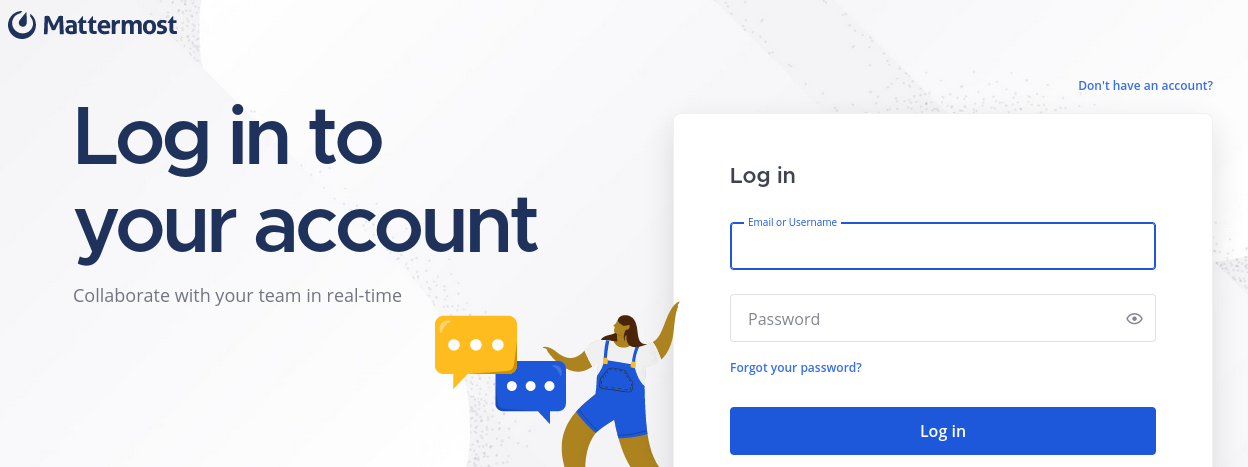 Mattermost
Don't have an account?
Log in to
your account
Collaborate with your team in real-time
Log in
Email or Username
Password
Forgot your password?
Log in